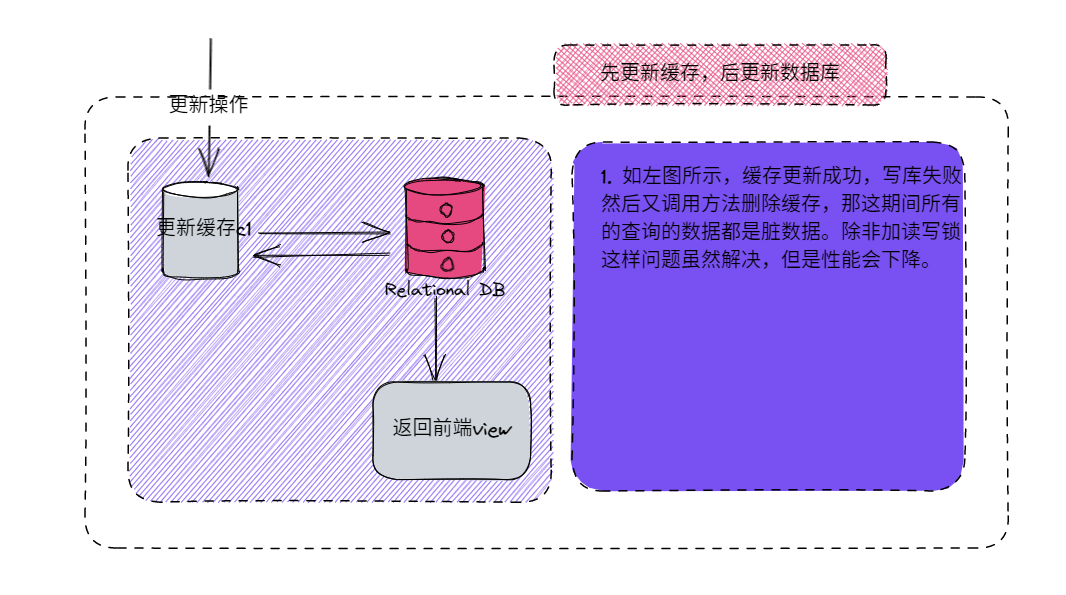 先更新缓存，后更新数据库
更新操作
更新缓存c1
Relational DB
返回前端view
1. 如左图所示，缓存更新成功，写库失败
然后又调用方法删除缓存，那这期间所有
的查询的数据都是脏数据。除非加读写锁
这样问题虽然解决，但是性能会下降。